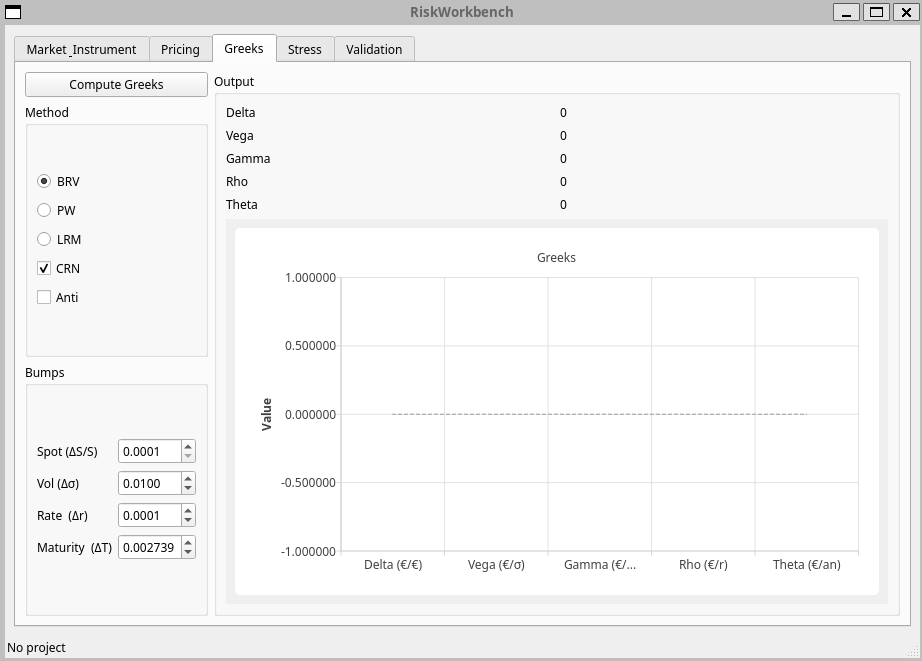 RiskWorkbench
Market_Instrument
Pricing
Greeks
Stress
Validation
Compute Greeks
Output
Method
BRV
PW
LRM
CRN
Anti
Bumps
Spot (ΔS/S) 0.0001
Vol (Δσ) 0.0100
Rate (Δr) 0.0001
Maturity (ΔT) 0.002739
Delta 0
Vega 0
Gamma 0
Rho 0
Theta 0
Greeks
Value
1.000000
0.500000
0.000000
-0.500000
-1.000000
Delta (€/€)
Vega (€/σ)
Gamma (€/...
Rho (€/r)
Theta (€/an)
No project